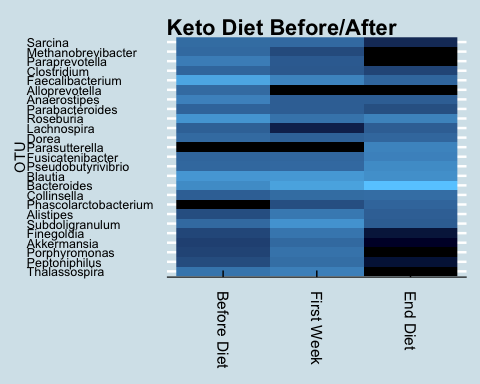 Keto Diet Before/After
OTU
Sarcina
Methanobrevibacter
Paraprevotella
Clostridium
Faecalibacterium
Alloprevotella
Anaerostipes
Parabacteroides
Roseburia
Lachnospira
Dorea
Parasutterella
Fusicatenibacter
Pseudobutyrivibrio
Blautia
Bacteroides
Collinsella
Phascolarctobacterium
Alistipes
Subdoligranulum
Finegoldia
Akkermansia
Porphyromonas
Peptoniphilus
Thalassospira
Before Diet
First Week
End Diet